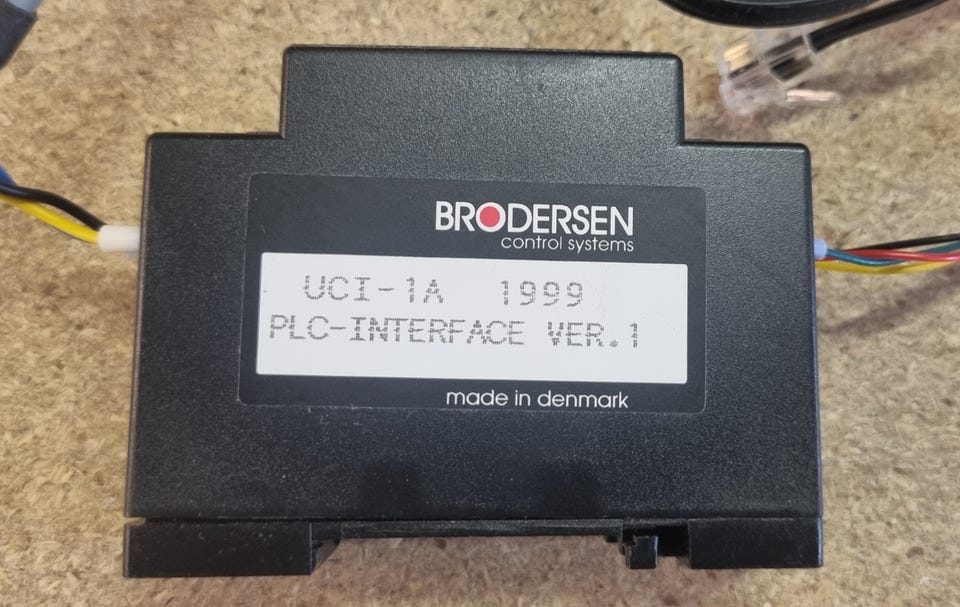 BRODERSEN
control systems
UCI-1A 1999
PLC-INTERFACE VER.1
made in denmark